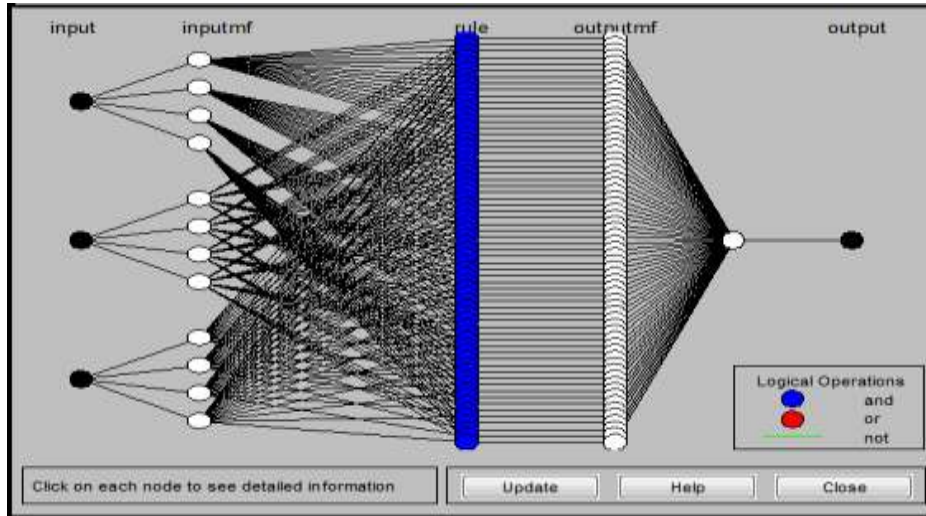 input inputmf rule outputmf output
Logical Operations
and
or
not
Click on each node to see detailed information
Update Help Close